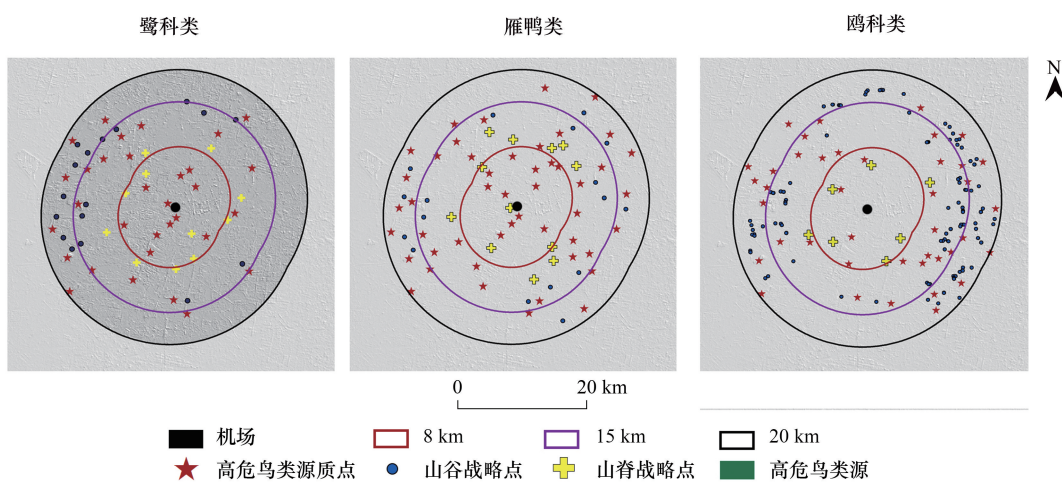 鹭科类
雁鸭类
鸥科类
N
0 20 km
机场 8 km 15 km 20 km
高危鸟类源质点 山谷战略点 山脊战略点 高危鸟类源